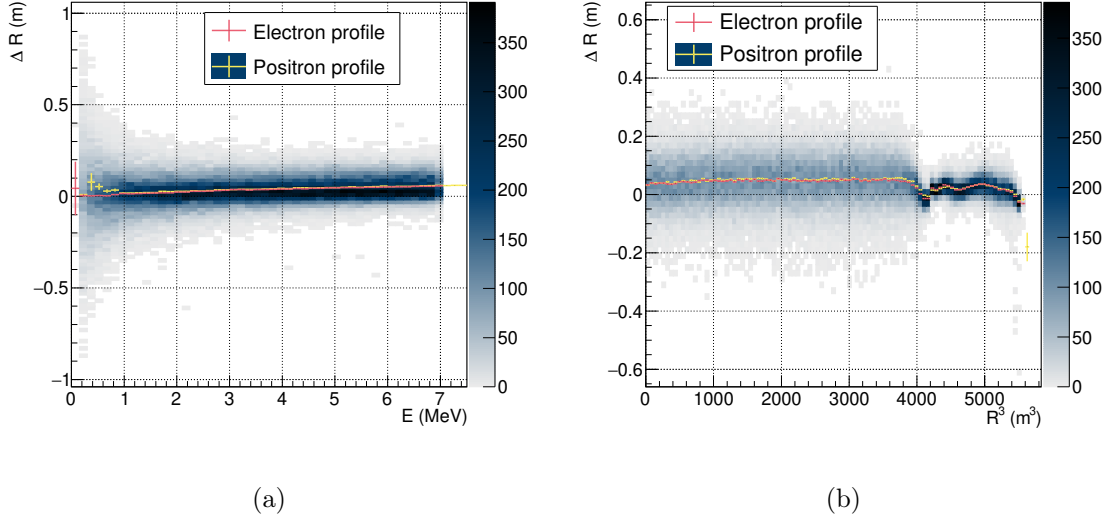 Δ R (m)
1
0.5
0
−0.5
−1
Electron profile
Positron profile
0 1 2 3 4 5 6 7
E (MeV)
350
300
250
200
150
100
50
0
(a)
Δ R (m)
0.6
0.4
0.2
0
−0.2
−0.4
−0.6
Electron profile
Positron profile
0 1000 2000 3000 4000 5000
R³ (m³)
350
300
250
200
150
100
50
0
(b)